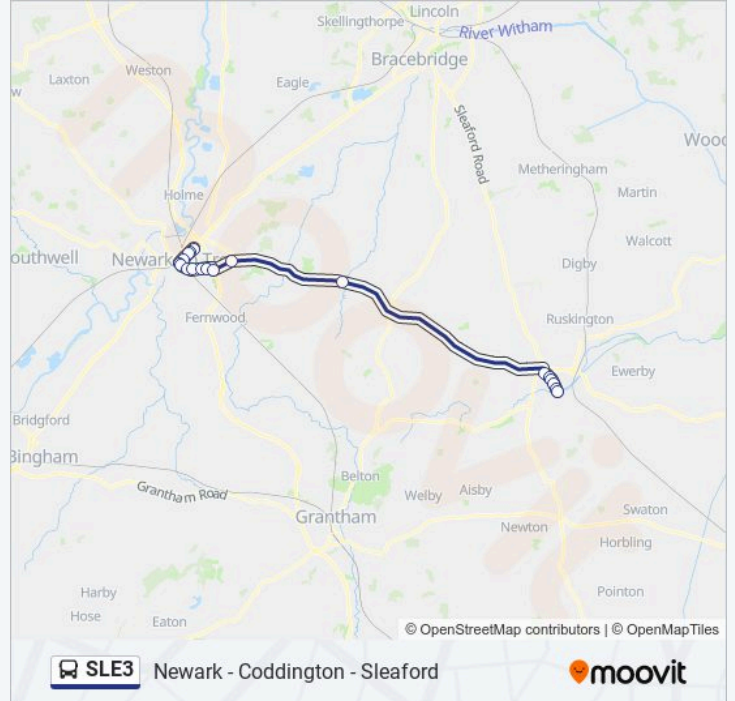 Lincoln
Skellingthorpe
River Witham
Bracebridge
Weston
Laxton
Eagle
w
Sleaford Road
Wood
Metheringham
Martin
Holme
Walcott
outhwell
Newark
Tre
Digby
Fernwood
Ruskington
Ewerby
Bridgford
Bingham
Belton
Grantham Road
Welby
Aisby
Grantham
Swaton
Newton
Horbling
Harby
Pointon
Hose
Eaton
© OpenStreetMap contributors | © OpenMapTiles
SLE3 Newark - Coddington - Sleaford
moovit